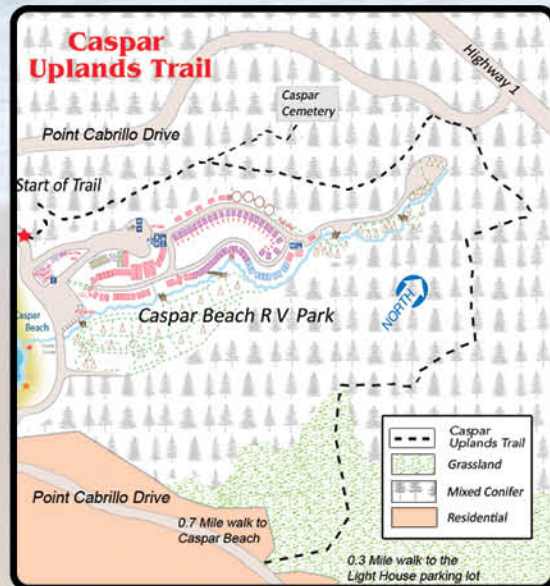 Caspar
Uplands Trail
Highway 1
Caspar
Cemetery
Point Cabrillo Drive
Start of Trail
Caspar
Beach
Caspar Beach R V Park
NORTH
Caspar
Uplands Trail
Grassland
Mixed Conifer
Residential
Point Cabrillo Drive
0.7 Mile walk to
Caspar Beach
0.3 Mile walk to the
Light House parking lot